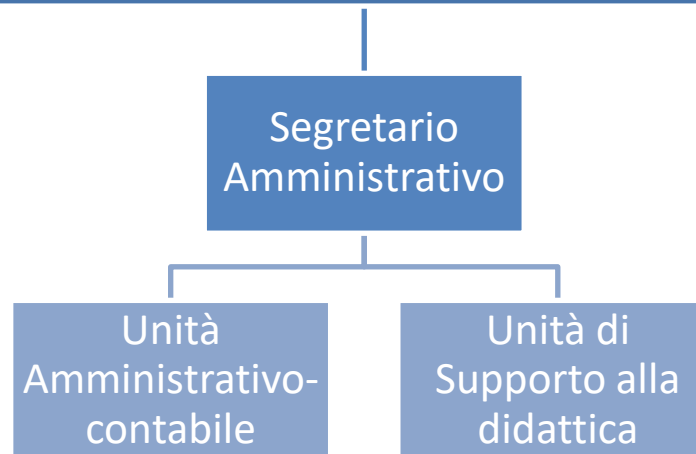 Segretario
Amministrativo
Unità
Amministrativo-
contabile
Unità di
Supporto alla
didattica